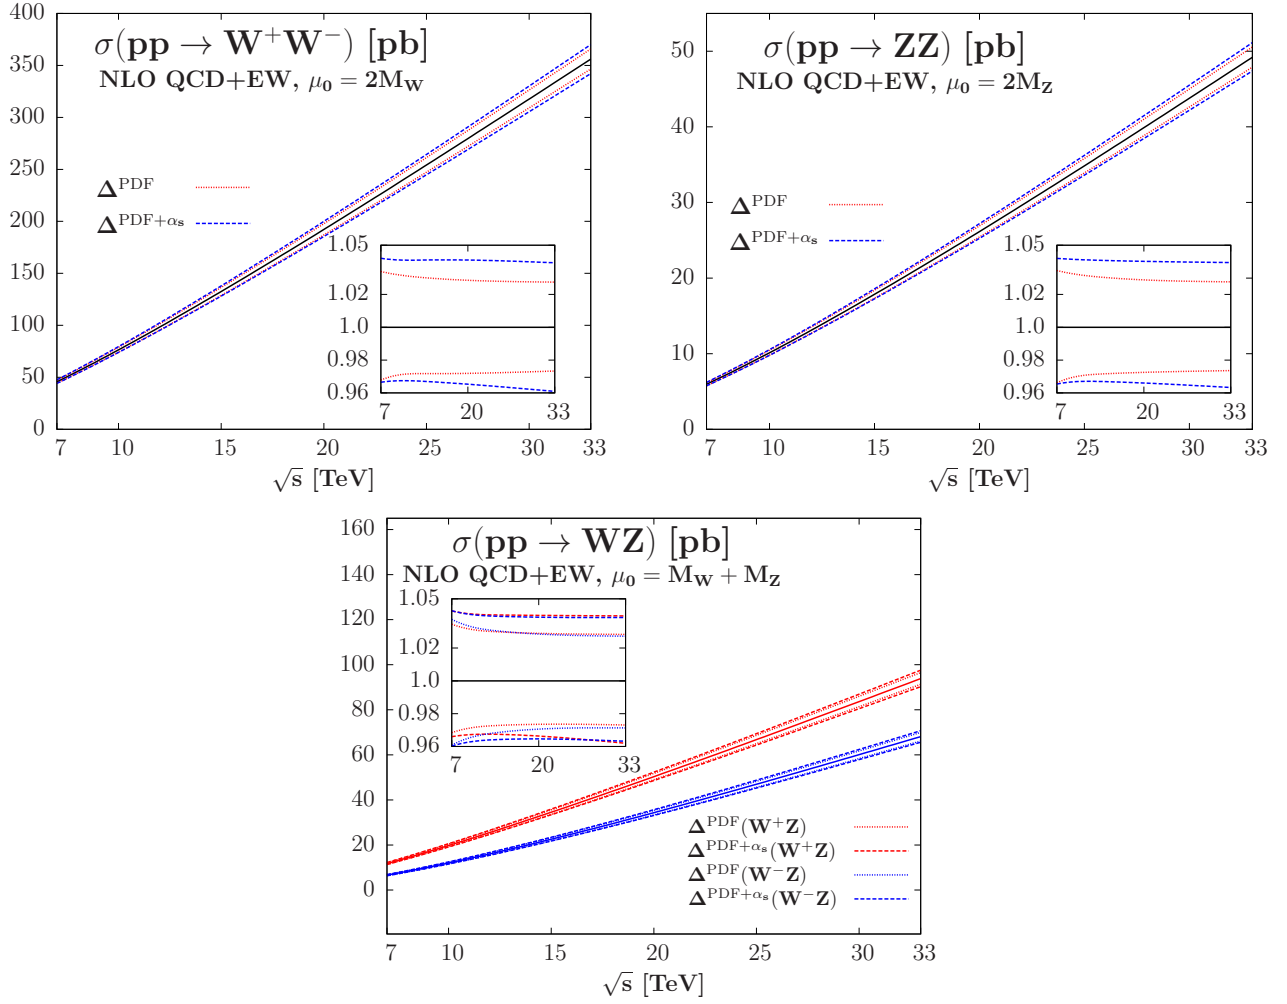 σ(pp → W⁺W⁻) [pb]
NLO QCD+EW, μ₀ = 2M_W
400
350
300
250
200
150
100
50
0
Δ^PDF
Δ^PDF+αₛ
1.05
1.02
1.0
0.98
0.96
7 20 33
7 10 15 20 25 30 33
√s [TeV]
σ(pp → ZZ) [pb]
NLO QCD+EW, μ₀ = 2M_Z
50
40
30
20
10
0
Δ^PDF
Δ^PDF+αₛ
1.05
1.02
1.0
0.98
0.96
7 20 33
7 10 15 20 25 30 33
√s [TeV]
σ(pp → WZ) [pb]
NLO QCD+EW, μ₀ = M_W + M_Z
160
140
120
100
80
60
40
20
0
1.05
1.02
1.0
0.98
0.96
7 20 33
Δ^PDF(W⁺Z)
Δ^PDF+αₛ(W⁺Z)
Δ^PDF(W⁻Z)
Δ^PDF+αₛ(W⁻Z)
7 10 15 20 25 30 33
√s [TeV]